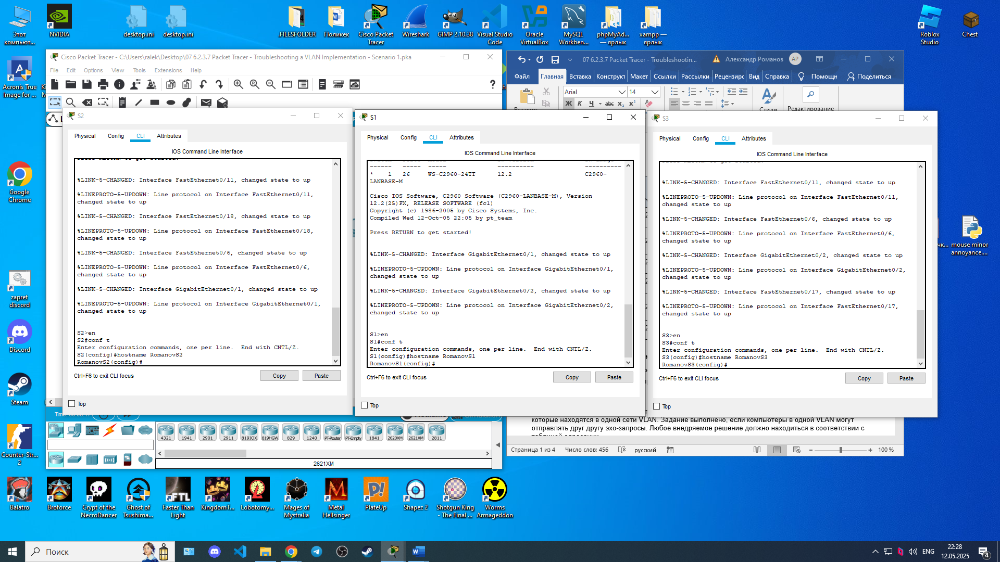 Этот
компьют...
NVIDIA
desktop.ini
desktop.ini
.FILESFOLDER
Поликек
Cisco Packet
Tracer
Wireshark
GIMP 2.10.38
Visual Studio
Code
Oracle
VirtualBox
MySQL
Workben...
phpMyAd...
— ярлык
xampp —
ярлык
Roblox
Studio
Chest
Acronis True
Image for ...
Google
Chrome
zapret
discord
Discord
Steam
Counter-Str...
2
mouse minor
annoyance....
Cisco Packet Tracer - C:\Users\ralek\Desktop\07 6.2.3.7 Packet Tracer - Troubleshooting a VLAN Implementation - Scenario 1.pka
File Edit Options View Tools Extensions Help
07 6.2.3.7 Packet Tracer - Troubleshootin...
Александр Романов
АР
Файл Главная Вставка Конструкт Макет Ссылки Рассылки Рецензирс Вид Справка Помощн Поделиться
Arial
14
Ж К Ч abc x₂ x²
Стили
Редактирование
S2
Physical Config CLI Attributes
IOS Command Line Interface
%LINK-5-CHANGED: Interface FastEthernet0/11, changed state to up
%LINEPROTO-5-UPDOWN: Line protocol on Interface FastEthernet0/11,
changed state to up
%LINK-5-CHANGED: Interface FastEthernet0/18, changed state to up
%LINEPROTO-5-UPDOWN: Line protocol on Interface FastEthernet0/18,
changed state to up
%LINK-5-CHANGED: Interface FastEthernet0/6, changed state to up
%LINEPROTO-5-UPDOWN: Line protocol on Interface FastEthernet0/6,
changed state to up
%LINK-5-CHANGED: Interface GigabitEthernet0/1, changed state to up
%LINEPROTO-5-UPDOWN: Line protocol on Interface GigabitEthernet0/1,
changed state to up
S2>en
S2#conf t
Enter configuration commands, one per line.  End with CNTL/Z.
S2(config)#hostname RomanovS2
RomanovS2(config)#
Ctrl+F6 to exit CLI focus
Copy
Paste
Top
S1
Physical Config CLI Attributes
IOS Command Line Interface
------ ----- ----- ---------- ----------
* 1 26 WS-C2960-24TT 12.2 C2960-
LANBASE-M
Cisco IOS Software, C2960 Software (C2960-LANBASE-M), Version
12.2(25)FX, RELEASE SOFTWARE (fc1)
Copyright (c) 1986-2005 by Cisco Systems, Inc.
Compiled Wed 12-Oct-05 22:05 by pt_team
Press RETURN to get started!
%LINK-5-CHANGED: Interface GigabitEthernet0/1, changed state to up
%LINEPROTO-5-UPDOWN: Line protocol on Interface GigabitEthernet0/1,
changed state to up
%LINK-5-CHANGED: Interface GigabitEthernet0/2, changed state to up
%LINEPROTO-5-UPDOWN: Line protocol on Interface GigabitEthernet0/2,
changed state to up
S1>en
S1#conf t
Enter configuration commands, one per line.  End with CNTL/Z.
S1(config)#hostname RomanovS1
RomanovS1(config)#
Ctrl+F6 to exit CLI focus
Copy
Paste
Top
S3
Physical Config CLI Attributes
IOS Command Line Interface
%LINK-5-CHANGED: Interface FastEthernet0/11, changed state to up
%LINEPROTO-5-UPDOWN: Line protocol on Interface FastEthernet0/11,
changed state to up
%LINK-5-CHANGED: Interface FastEthernet0/6, changed state to up
%LINEPROTO-5-UPDOWN: Line protocol on Interface FastEthernet0/6,
changed state to up
%LINK-5-CHANGED: Interface GigabitEthernet0/2, changed state to up
%LINEPROTO-5-UPDOWN: Line protocol on Interface GigabitEthernet0/2,
changed state to up
%LINK-5-CHANGED: Interface FastEthernet0/17, changed state to up
%LINEPROTO-5-UPDOWN: Line protocol on Interface FastEthernet0/17,
changed state to up
S3>en
S3#conf t
Enter configuration commands, one per line.  End with CNTL/Z.
S3(config)#hostname RomanovS3
RomanovS3(config)#
Ctrl+F6 to exit CLI focus
Copy
Paste
Top
которые находятся в одной сети VLAN. Задание выполнено, если компьютеры в одной VLAN могут
отправлять друг другу эхо-запросы. Любое внедряемое решение должно находиться в соответствии с
Страница 1 из 4 Число слов: 456 русский 100 %
4321 1941 2901 2911 819IOX 819HGW 829 1240 PT-Router PT-Empty 1841 2620XM 2621XM 2811
2621XM
Balatro
Broforce
Crypt of the
NecroDancer
Ghost of
Tsushima...
FTL
Faster Than
Light
KingdomT...
Lobotomy...
Mages of
Mystralia
Metal
Hellsinger
PlateUp
Shapez 2
Shotgun King
- The Final ...
Worms
Armageddon
Поиск
ENG
22:28
12.05.2025
4